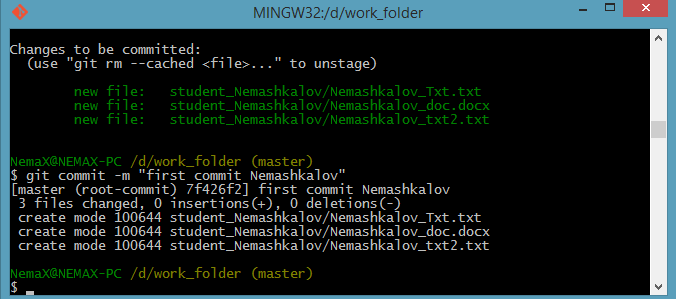 MINGW32:/d/work_folder
Changes to be committed:
(use "git rm --cached <file>..." to unstage)
new file: student_Nemashkalov/Nemashkalov_Txt.txt
new file: student_Nemashkalov/Nemashkalov_doc.docx
new file: student_Nemashkalov/Nemashkalov_txt2.txt
NemaX@NEMAX-PC /d/work_folder (master)
$ git commit -m "first commit Nemashkalov"
[master (root-commit) 7f426f2] first commit Nemashkalov
3 files changed, 0 insertions(+), 0 deletions(-)
create mode 100644 student_Nemashkalov/Nemashkalov_Txt.txt
create mode 100644 student_Nemashkalov/Nemashkalov_doc.docx
create mode 100644 student_Nemashkalov/Nemashkalov_txt2.txt
NemaX@NEMAX-PC /d/work_folder (master)
$